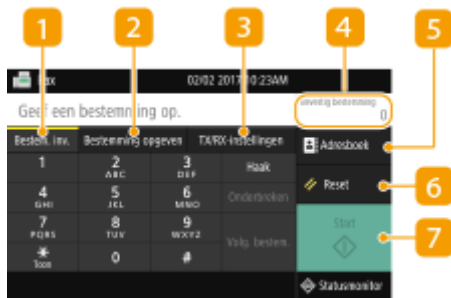 1 2 3 4 5
Fax 02/02 2017 10:23AM
Geef een bestemming op.
bestemming
0
Bestem. inv. Bestemming opgeven TX/RX-instellingen
Adresboek
1 2 ABC 3 DEF Haak
Reset 6
4 GHI 5 JKL 6 MNO Onderbreken
7 PQRS 8 TUV 9 WXYZ Volg. bestem.
Start 7
* Toon 0 #
Statusmonitor